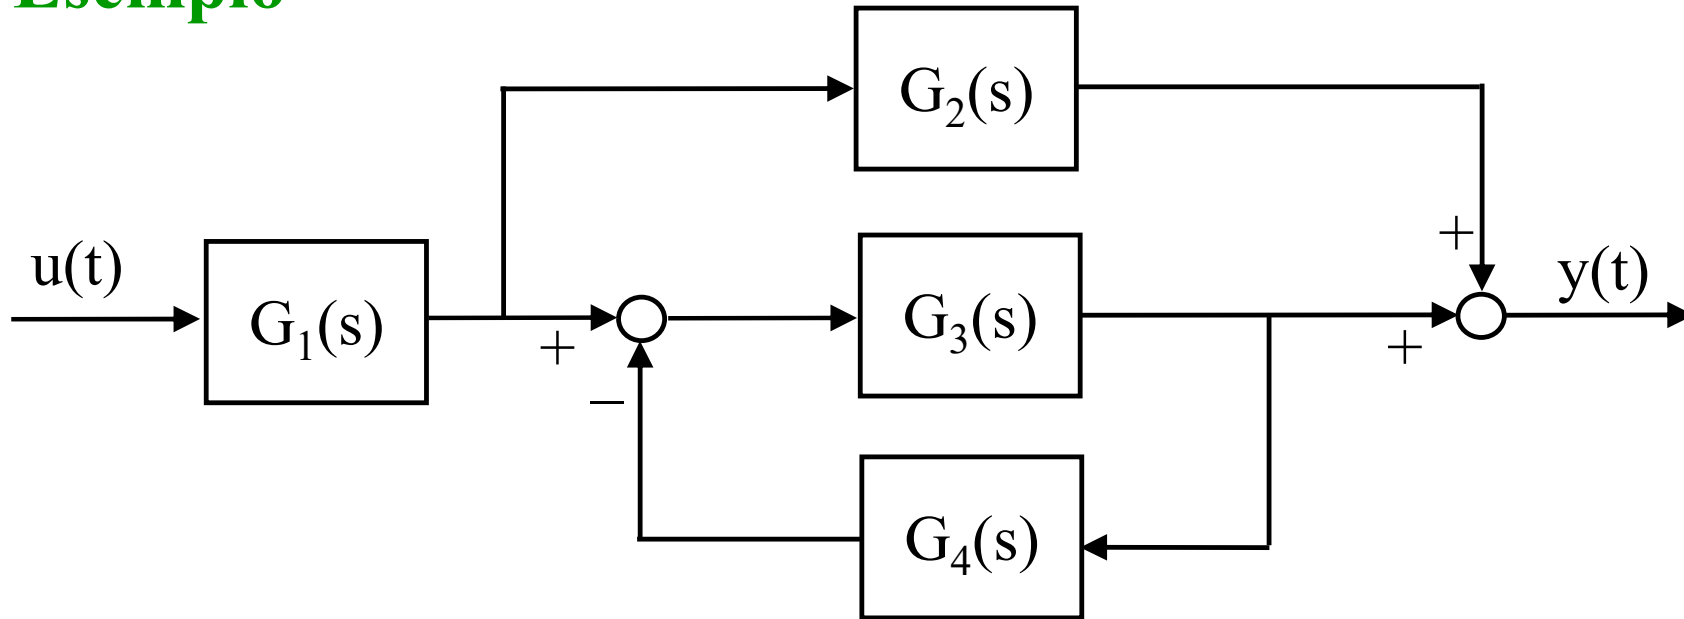 Esempio
G₂(s)
+
u(t)
y(t)
G₁(s)
G₃(s)
+
+
−
G₄(s)